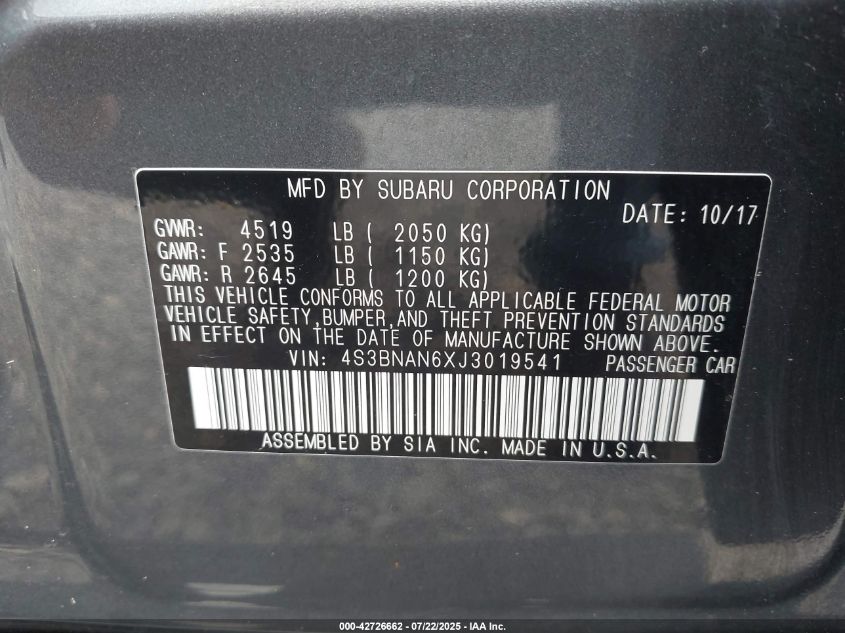 MFD BY SUBARU CORPORATION
DATE: 10/17
GVWR: 4519 LB ( 2050 KG)
GAWR: F 2535 LB ( 1150 KG)
GAWR: R 2645 LB ( 1200 KG)
THIS VEHICLE CONFORMS TO ALL APPLICABLE FEDERAL MOTOR
VEHICLE SAFETY, BUMPER, AND THEFT PREVENTION STANDARDS
IN EFFECT ON THE DATE OF MANUFACTURE SHOWN ABOVE.
VIN: 4S3BNAN6XJ3019541 PASSENGER CAR
ASSEMBLED BY SIA INC. MADE IN U.S.A.
000-42726662 - 07/22/2025 - IAA Inc.